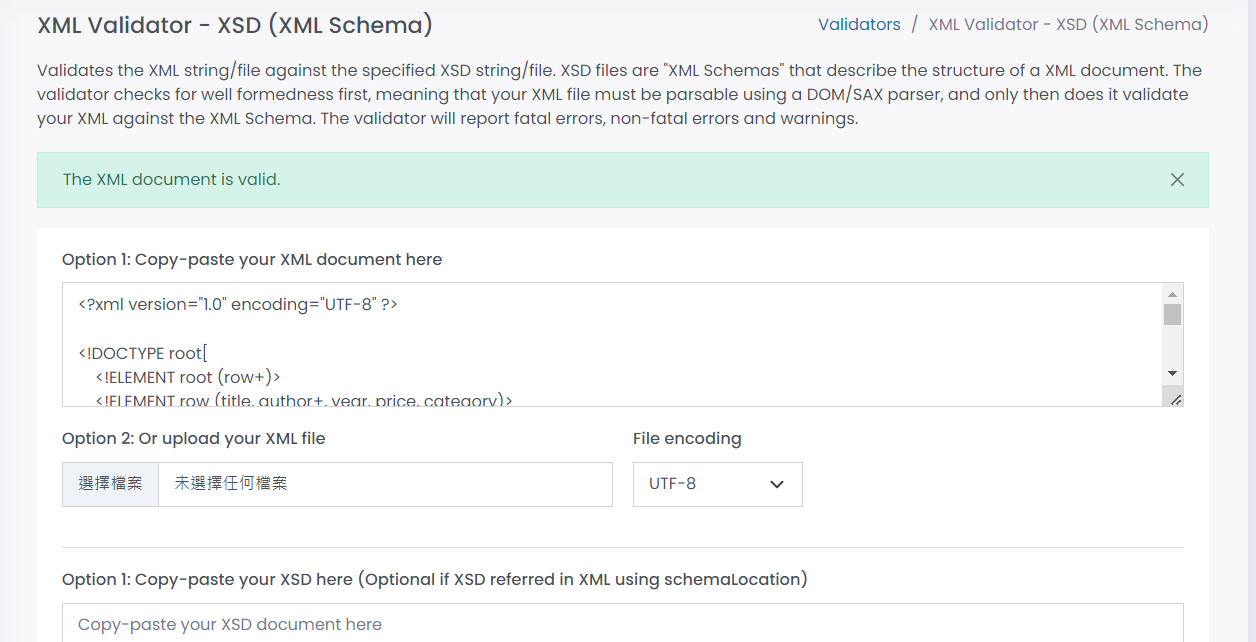 XML Validator - XSD (XML Schema)
Validators / XML Validator - XSD (XML Schema)
Validates the XML string/file against the specified XSD string/file. XSD files are "XML Schemas" that describe the structure of a XML document. The
validator checks for well formedness first, meaning that your XML file must be parsable using a DOM/SAX parser, and only then does it validate
your XML against the XML Schema. The validator will report fatal errors, non-fatal errors and warnings.
The XML document is valid.
Option 1: Copy-paste your XML document here
<?xml version="1.0" encoding="UTF-8" ?>
<!DOCTYPE root[
<!ELEMENT root (row+)>
<!ELEMENT row (title, author+, year, price, category)>
Option 2: Or upload your XML file
File encoding
選擇檔案
未選擇任何檔案
UTF-8
Option 1: Copy-paste your XSD here (Optional if XSD referred in XML using schemaLocation)
Copy-paste your XSD document here